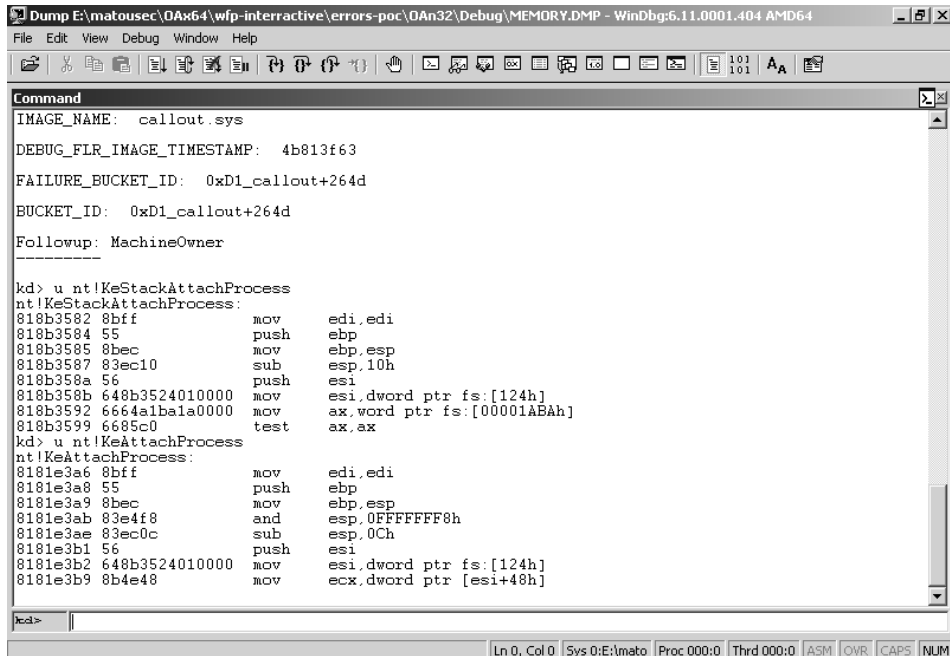 Dump E:\matousec\OAx64\wfp-interractive\errors-poc\OAn32\Debug\MEMORY.DMP - WinDbg:6.11.0001.404 AMD64
File Edit View Debug Window Help
Command
IMAGE_NAME:  callout.sys
DEBUG_FLR_IMAGE_TIMESTAMP:  4b813f63
FAILURE_BUCKET_ID:  0xD1_callout+264d
BUCKET_ID:  0xD1_callout+264d
Followup: MachineOwner
---------
kd> u nt!KeStackAttachProcess
nt!KeStackAttachProcess:
818b3582 8bff            mov     edi,edi
818b3584 55              push    ebp
818b3585 8bec            mov     ebp,esp
818b3587 83ec10          sub     esp,10h
818b358a 56              push    esi
818b358b 648b3524010000  mov     esi,dword ptr fs:[124h]
818b3592 6664a1ba1a0000  mov     ax,word ptr fs:[00001ABAh]
818b3599 6685c0          test    ax,ax
kd> u nt!KeAttachProcess
nt!KeAttachProcess:
8181e3a6 8bff            mov     edi,edi
8181e3a8 55              push    ebp
8181e3a9 8bec            mov     ebp,esp
8181e3ab 83e4f8          and     esp,0FFFFFFF8h
8181e3ae 83ec0c          sub     esp,0Ch
8181e3b1 56              push    esi
8181e3b2 648b3524010000  mov     esi,dword ptr fs:[124h]
8181e3b9 8b4e48          mov     ecx,dword ptr [esi+48h]
kd>
Ln 0, Col 0 Sys 0:E:\mato Proc 000:0 Thrd 000:0 ASM OVR CAPS NUM